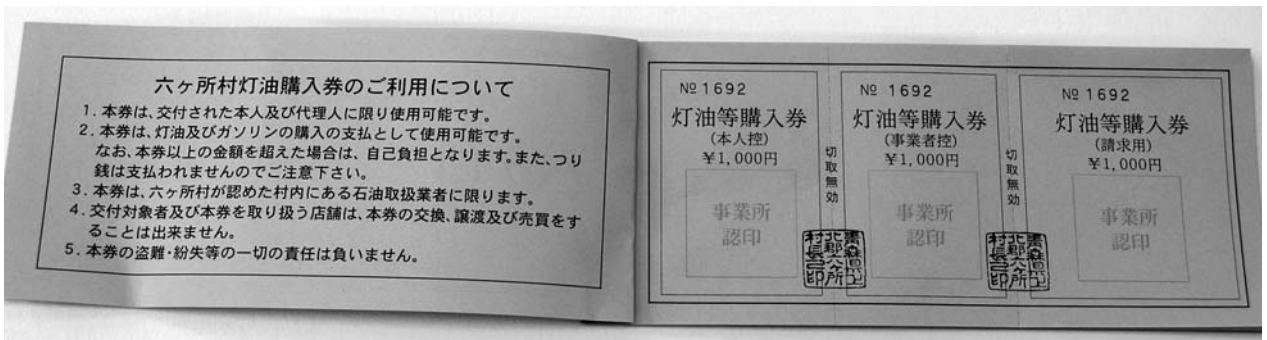 六ヶ所村灯油購入券のご利用について
1.本券は、交付された本人及び代理人に限り使用可能です。
2.本券は、灯油及びガソリンの購入の支払として使用可能です。
なお、本券以上の金額を超えた場合は、自己負担となります。また、つり
銭は支払われませんのでご注意下さい。
3.本券は、六ヶ所村が認めた村内にある石油取扱業者に限ります。
4.交付対象者及び本券を取り扱う店舗は、本券の交換、譲渡及び売買をす
ることは出来ません。
5.本券の盗難・紛失等の一切の責任は負いません。
№1692
灯油等購入券
(本人控)
¥1,000円
事業所
認印
切取無効
№1692
灯油等購入券
(事業者控)
¥1,000円
事業所
認印
切取無効
№1692
灯油等購入券
(請求用)
¥1,000円
事業所
認印